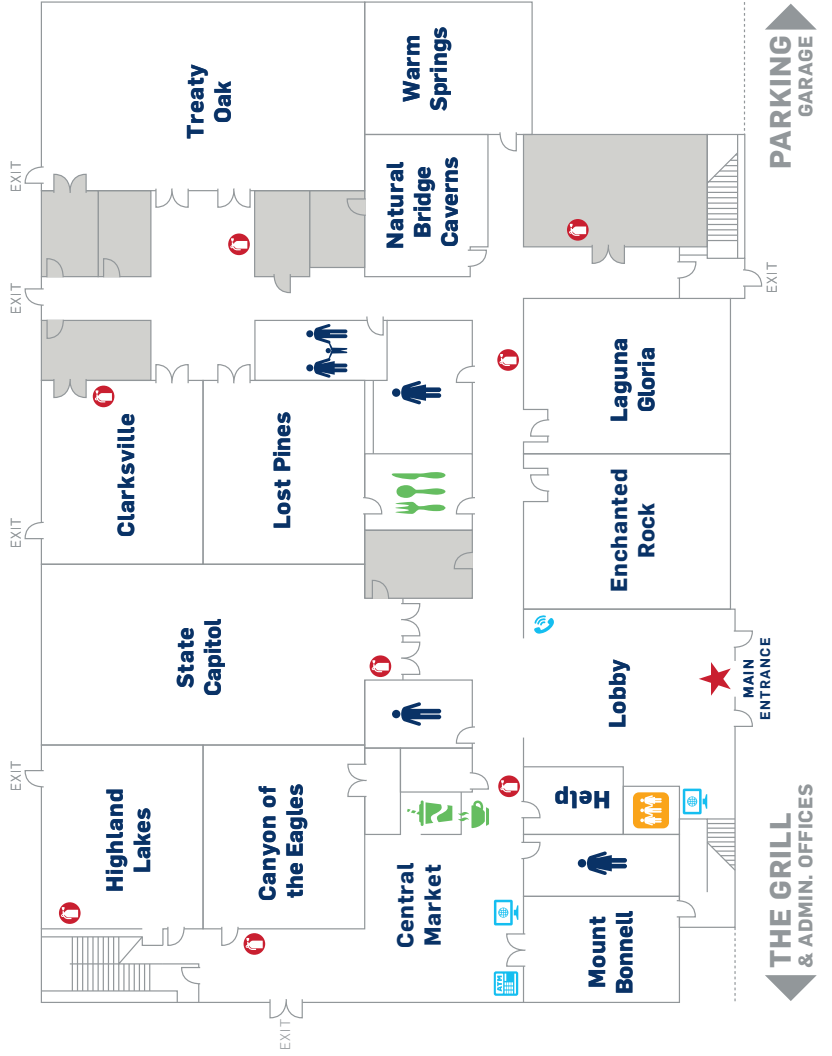 EXIT
Treaty
Oak
Warm
Springs
PARKING
GARAGE
Natural
Bridge
Caverns
EXIT
EXIT
Clarksville
Lost Pines
Laguna
Gloria
EXIT
Enchanted
Rock
State
Capitol
Lobby
MAIN
ENTRANCE
EXIT
Highland
Lakes
Canyon of
the Eagles
Help
Central
Market
Mount
Bonnell
ATM
EXIT
THE GRILL
& ADMIN. OFFICES